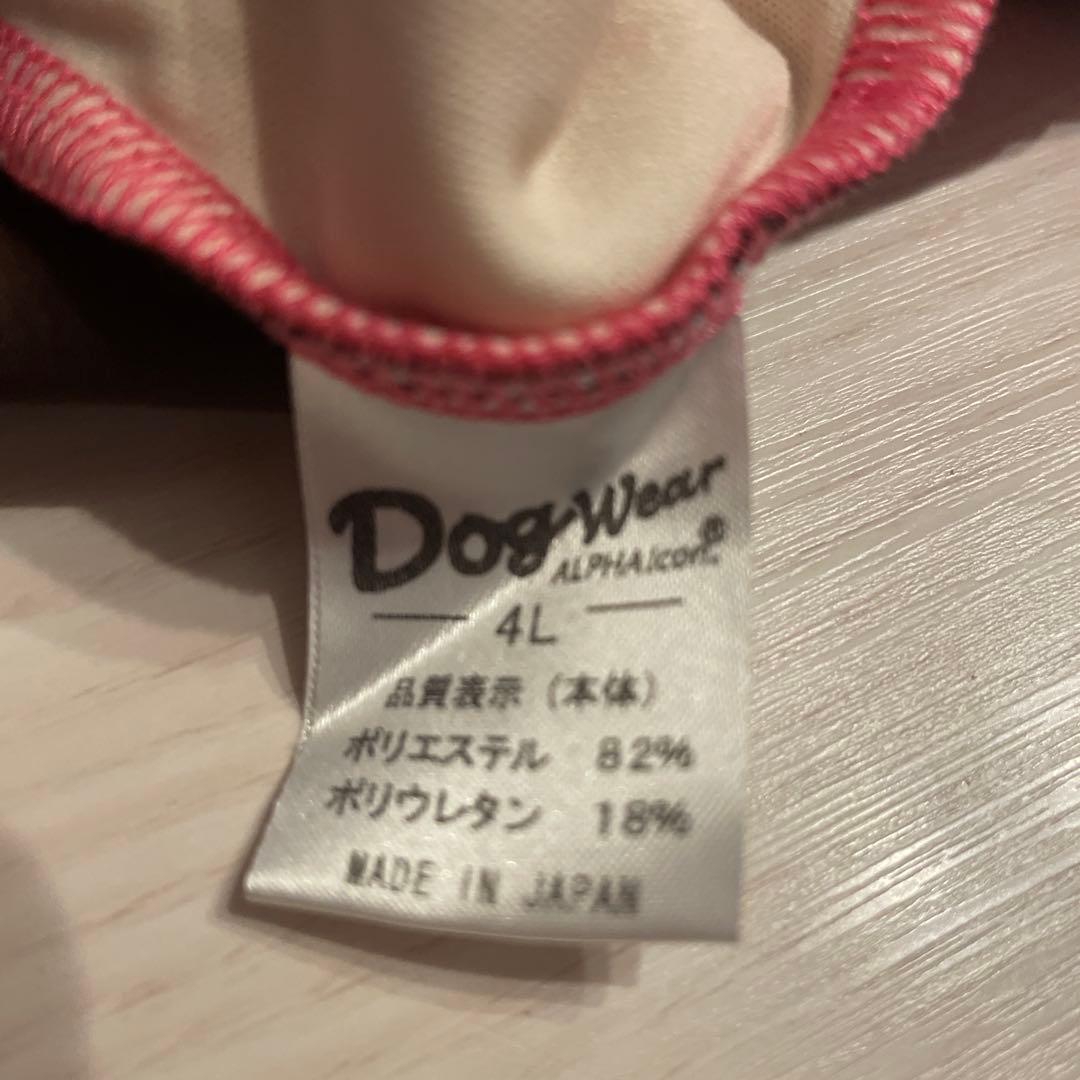 Dog Wear
ALPHAicon®
4L
品質表示（本体）
ポリエステル 82%
ポリウレタン 18%
MADE IN JAPAN